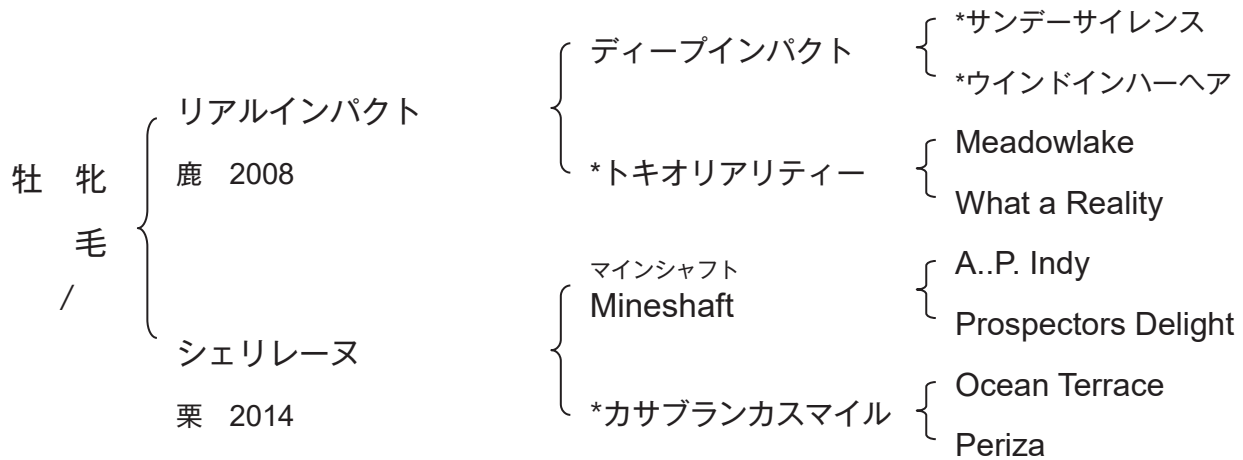 牡　牝
毛
/
リアルインパクト
鹿　2008
シェリレーヌ
栗　2014
ディープインパクト
*トキオリアリティー
マインシャフト
Mineshaft
*カサブランカスマイル
*サンデーサイレンス
*ウインドインハーヘア
Meadowlake
What a Reality
A..P. Indy
Prospectors Delight
Ocean Terrace
Periza